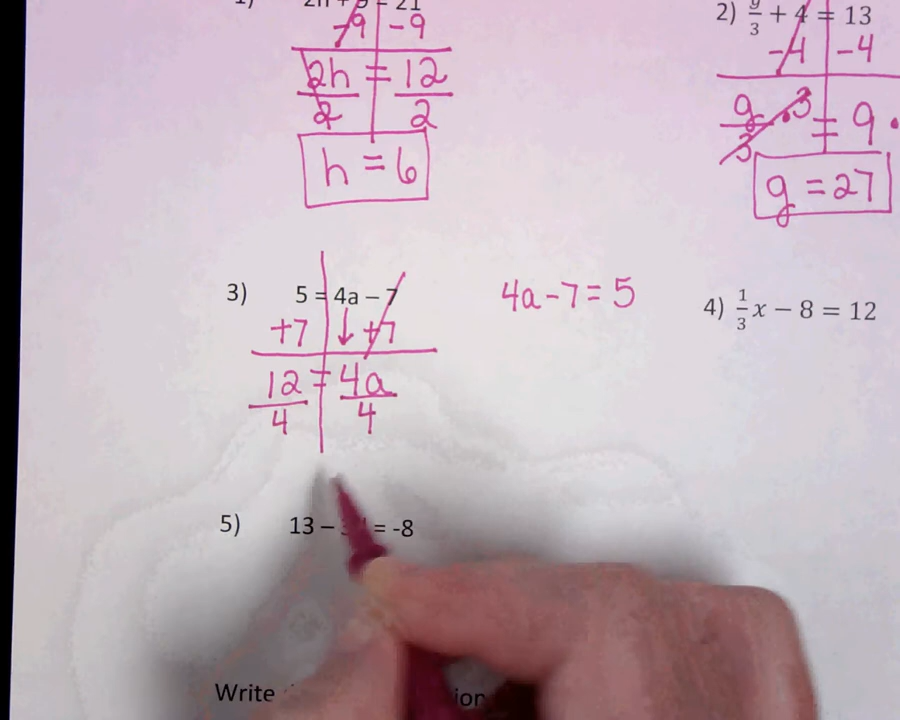 -9 | -9
2h = 12
2 2
h = 6
2) g/3 + 4 = 13
-4 | -4
g/3 · 3 = 9 ·
g = 27
3) 5 = 4a – 7
+7 ↓ +7
12 = 4a
4 4
4a - 7 = 5
4) 1/3 x − 8 = 12
5) 13 – = -8
Write